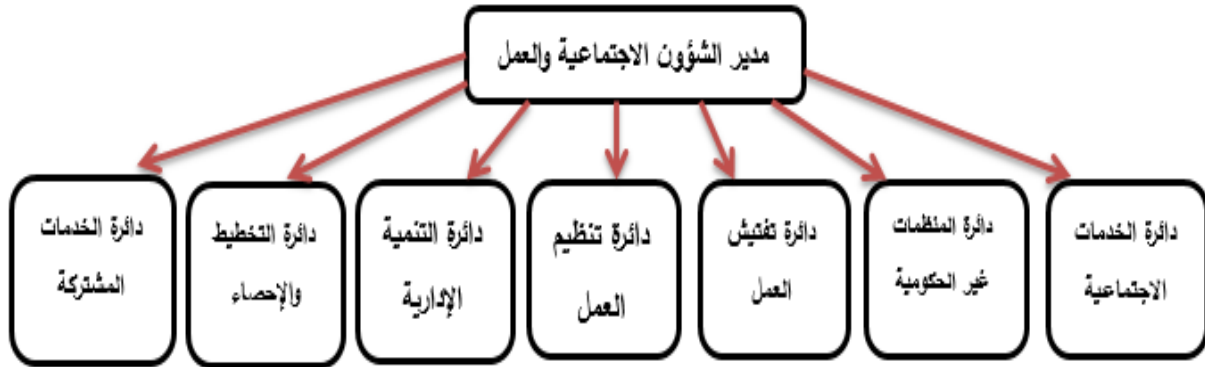 مدير الشؤون الاجتماعية والعمل
دائرة الخدمات
الاجتماعية
دائرة المنظمات
غير الحكومية
دائرة تفتيش
العمل
دائرة تنظيم
العمل
دائرة التنمية
الإدارية
دائرة التخطيط
والإحصاء
دائرة الخدمات
المشتركة